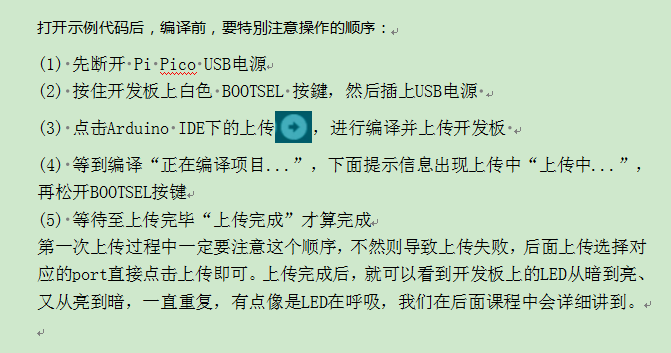 打开示例代码后，编译前，要特别注意操作的顺序：
(1) 先断开 Pi Pico USB电源
(2) 按住开发板上白色 BOOTSEL 按鍵，然后插上USB电源
(3) 点击Arduino IDE下的上传，进行编译并上传开发板
(4) 等到编译“正在编译项目...”，下面提示信息出现上传中“上传中...”，
再松开BOOTSEL按键
(5) 等待至上传完毕“上传完成”才算完成
第一次上传过程中一定要注意这个顺序，不然则导致上传失败，后面上传选择对
应的port直接点击上传即可。上传完成后，就可以看到开发板上的LED从暗到亮、
又从亮到暗，一直重复，有点像是LED在呼吸，我们在后面课程中会详细讲到。